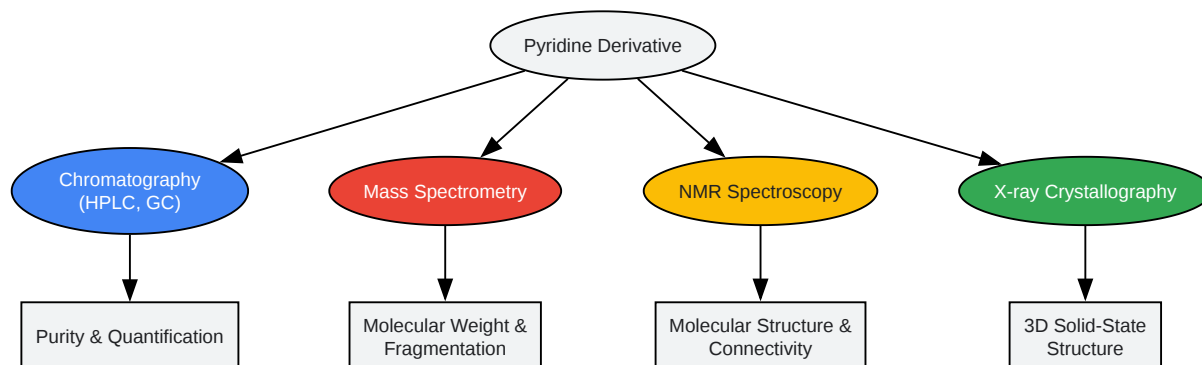 Pyridine Derivative
Chromatography
(HPLC, GC)
Mass Spectrometry
NMR Spectroscopy
X-ray Crystallography
Purity & Quantification
Molecular Weight &
Fragmentation
Molecular Structure &
Connectivity
3D Solid-State
Structure